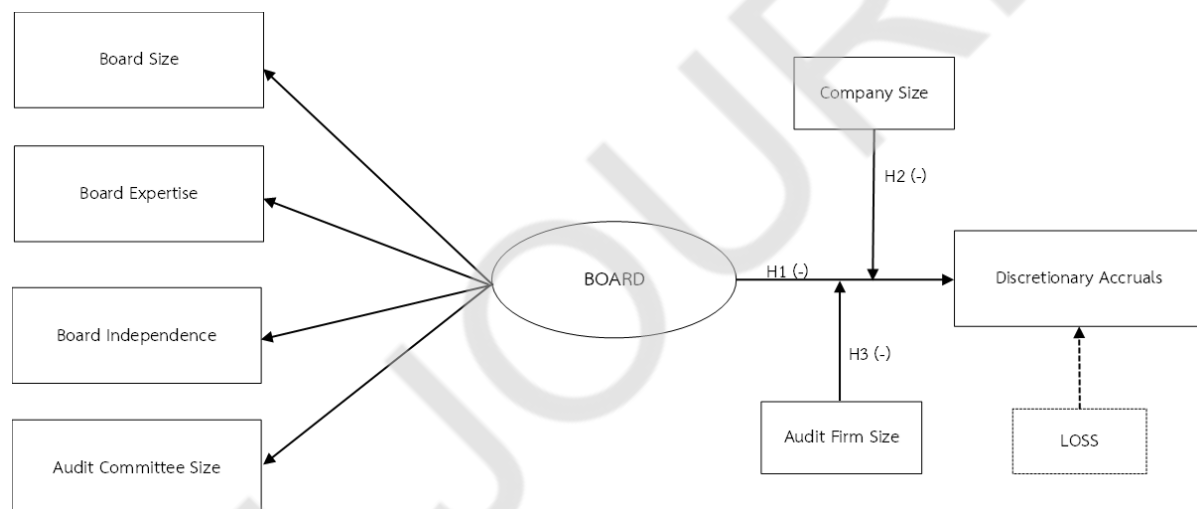 Board Size
Company Size
Board Expertise
H2 (-)
BOARD
H1 (-)
Discretionary Accruals
Board Independence
H3 (-)
Audit Firm Size
LOSS
Audit Committee Size
JOUR